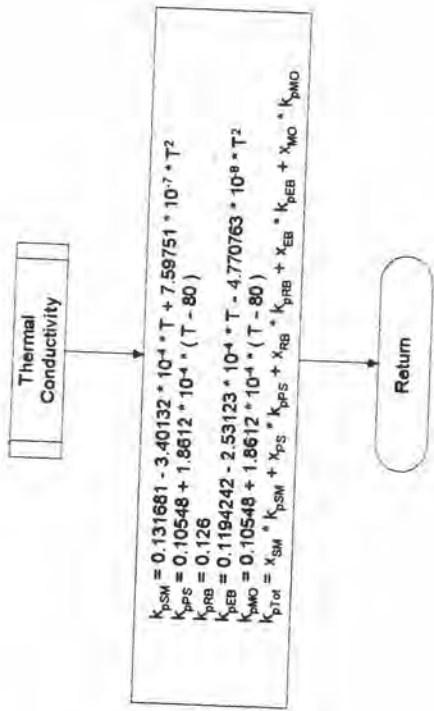 Thermal
Conductivity
k_pSM = 0.131681 - 3.40132 * 10⁻⁴ * T + 7.59751 * 10⁻⁷ * T²
k_pPS = 0.10548 + 1.8612 * 10⁻⁴ * ( T - 80 )
k_pRB = 0.126
k_pEB = 0.1194242 - 2.53123 * 10⁻⁴ * T - 4.770763 * 10⁻⁸ * T²
k_pMO = 0.10548 + 1.8612 * 10⁻⁴ * ( T - 80 )
k_pTot = x_SM * k_pSM + x_PS * k_pPS + x_RB * k_pRB + x_EB * k_pEB + x_MO * k_pMO
Return